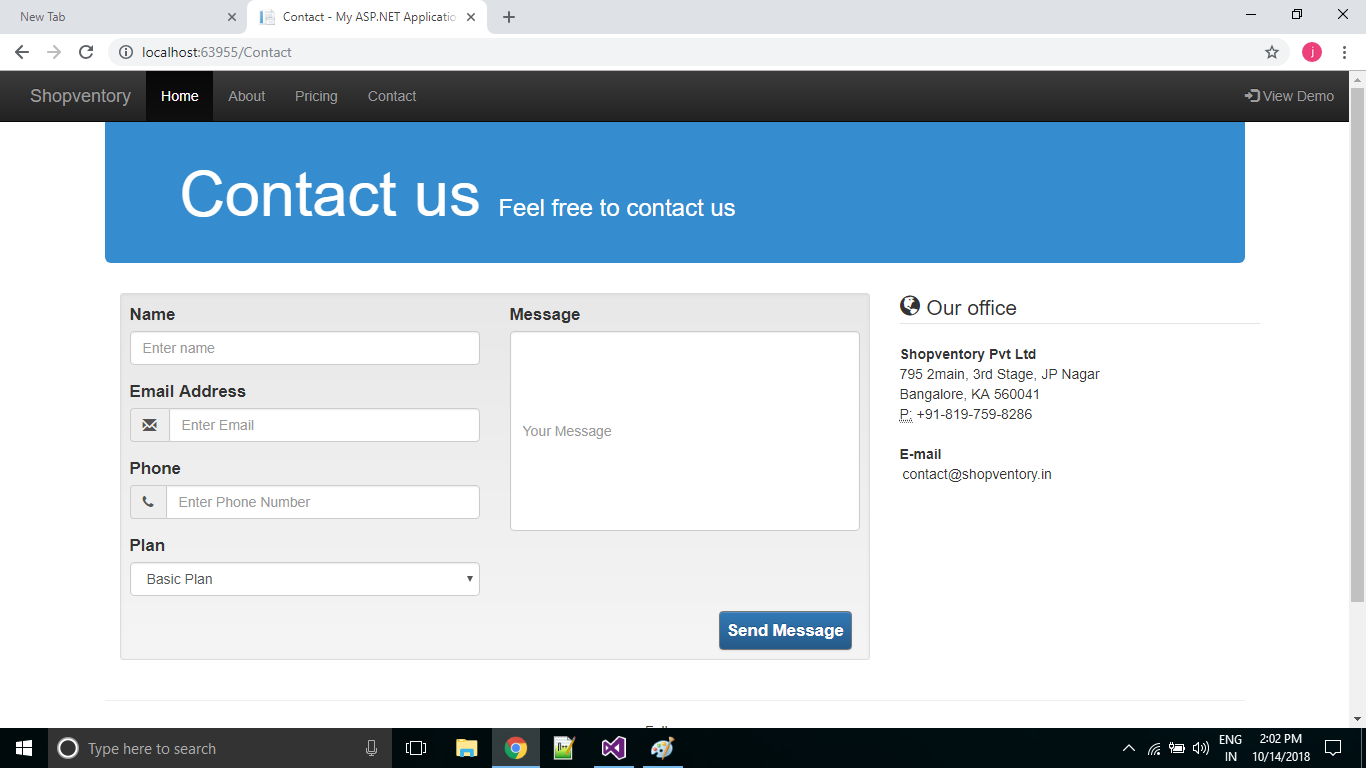 New Tab
Contact - My ASP.NET Applicatio
localhost:63955/Contact
j
Shopventory Home About Pricing Contact View Demo
Contact us Feel free to contact us
Name
Enter name
Email Address
Enter Email
Phone
Enter Phone Number
Plan
Basic Plan
Message
Your Message
Send Message
Our office
Shopventory Pvt Ltd
795 2main, 3rd Stage, JP Nagar
Bangalore, KA 560041
P: +91-819-759-8286
E-mail
contact@shopventory.in
Type here to search
ENG
IN
2:02 PM
10/14/2018